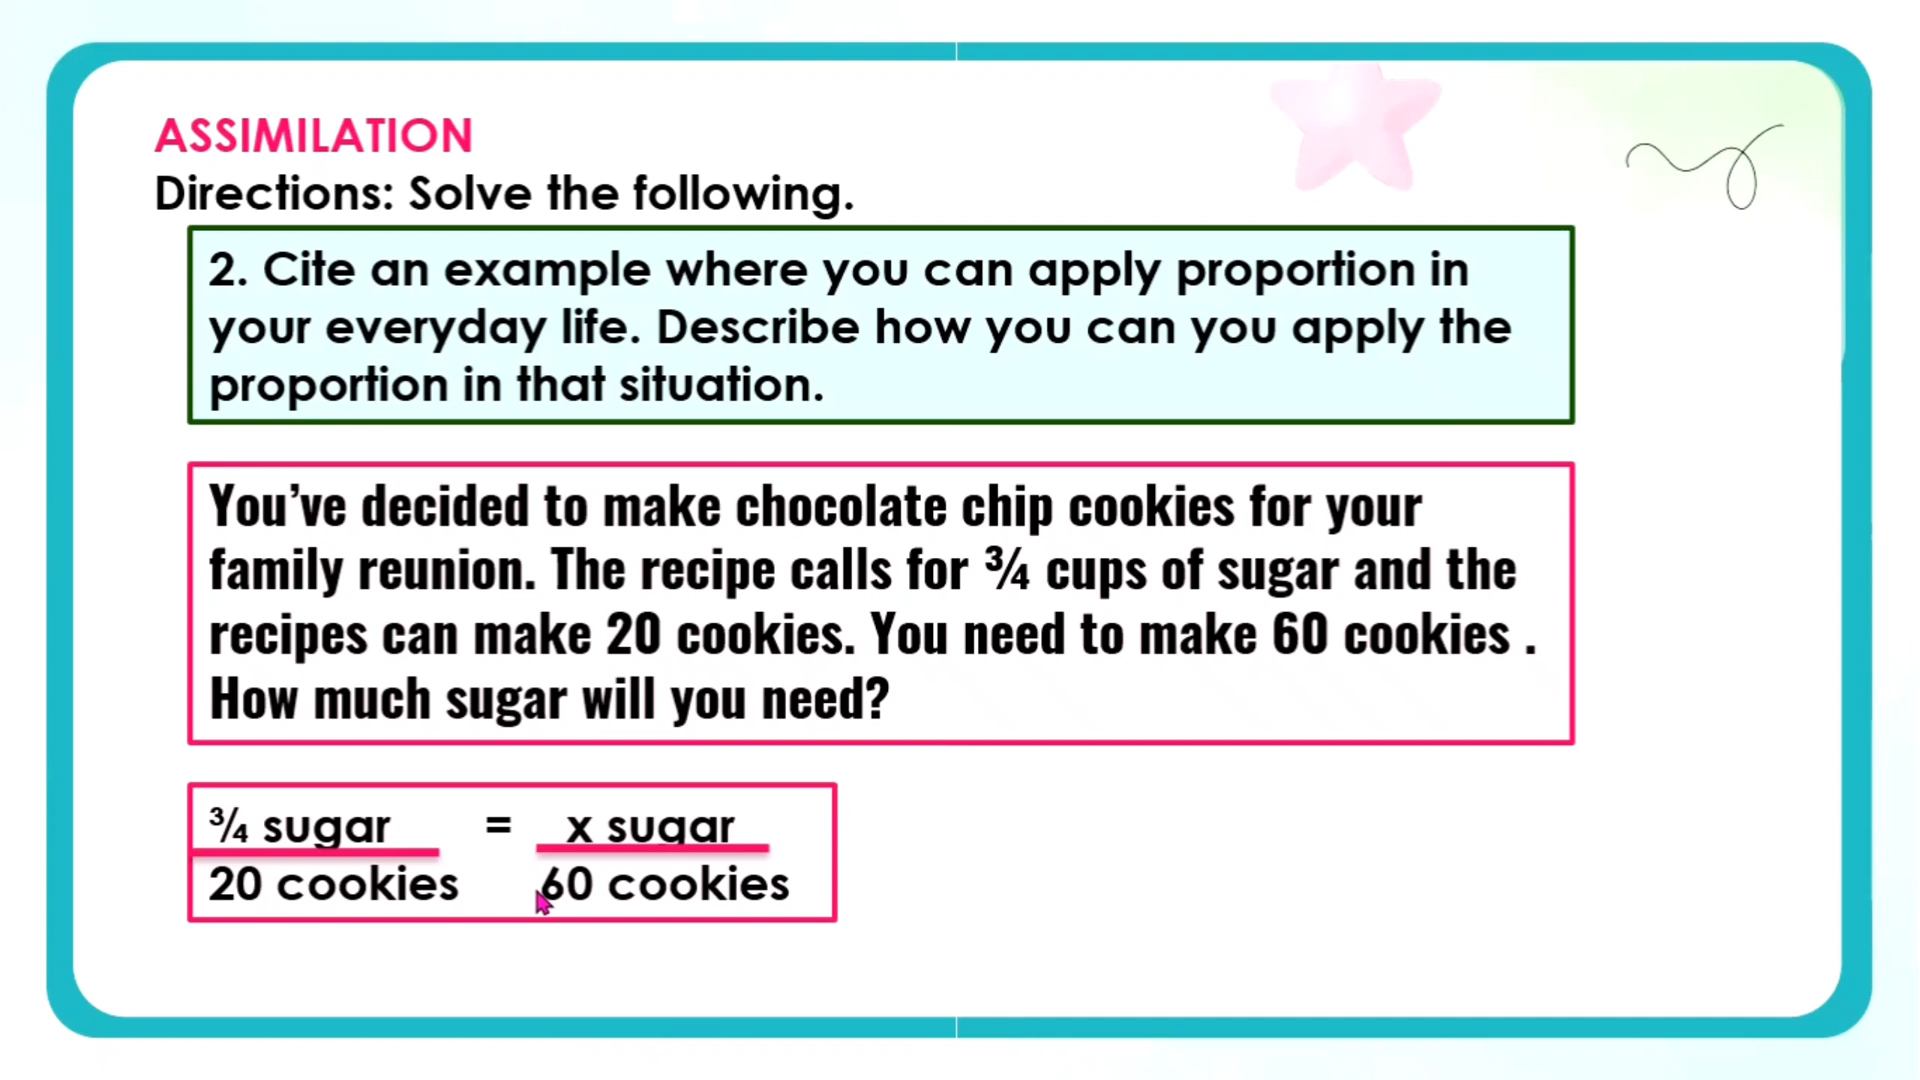 ASSIMILATION
Directions: Solve the following.
2. Cite an example where you can apply proportion in
your everyday life. Describe how you can you apply the
proportion in that situation.
You’ve decided to make chocolate chip cookies for your
family reunion. The recipe calls for ¾ cups of sugar and the
recipes can make 20 cookies. You need to make 60 cookies .
How much sugar will you need?
¾ sugar = x sugar
20 cookies 60 cookies